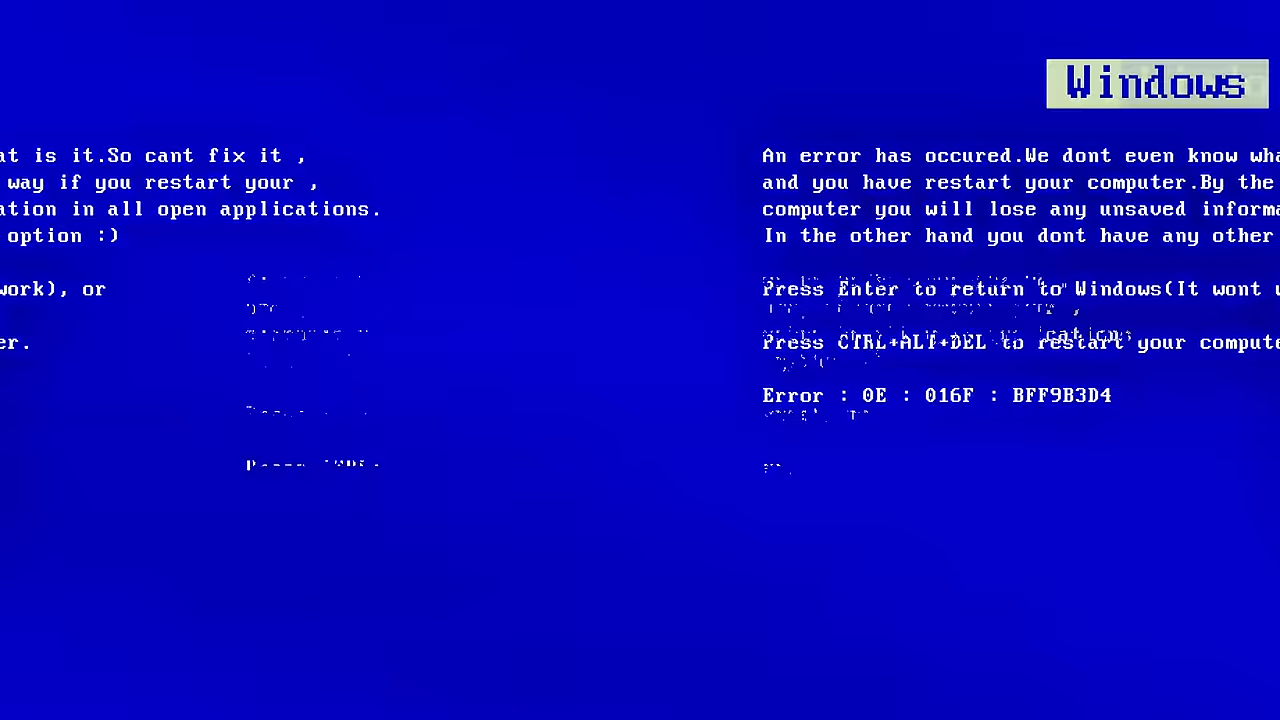 Windows
at is it.So cant fix it ,
way if you restart your ,
ation in all open applications.
option :)
work), or
er.
An error has occured.We dont even know wha
and you have restart your computer.By the
computer you will lose any unsaved informa
In the other hand you dont have any other
Press Enter to return to Windows(It wont w
Press CTRL+ALT+DEL to restart your compute
Error : 0E : 016F : BFF9B3D4